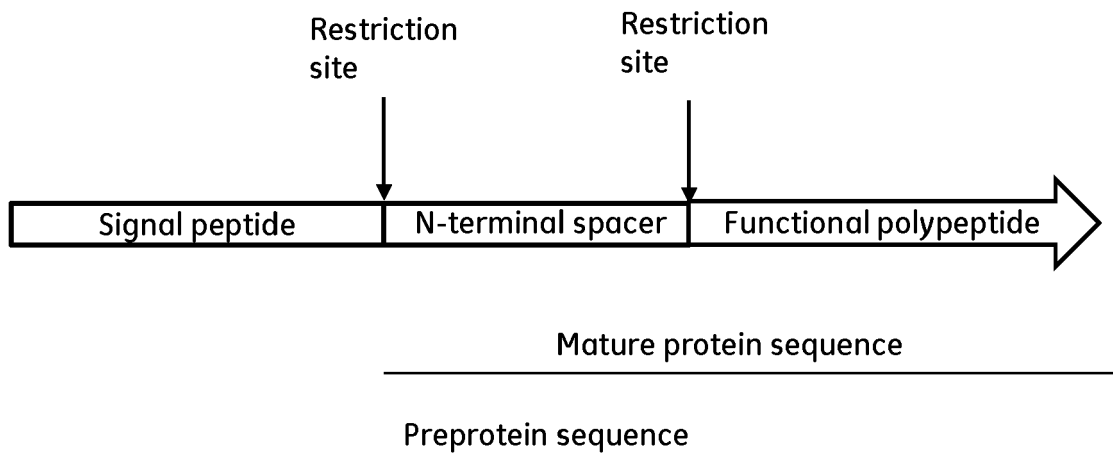 Restriction
site
Restriction
site
Signal peptide
N-terminal spacer
Functional polypeptide
Mature protein sequence
Preprotein sequence